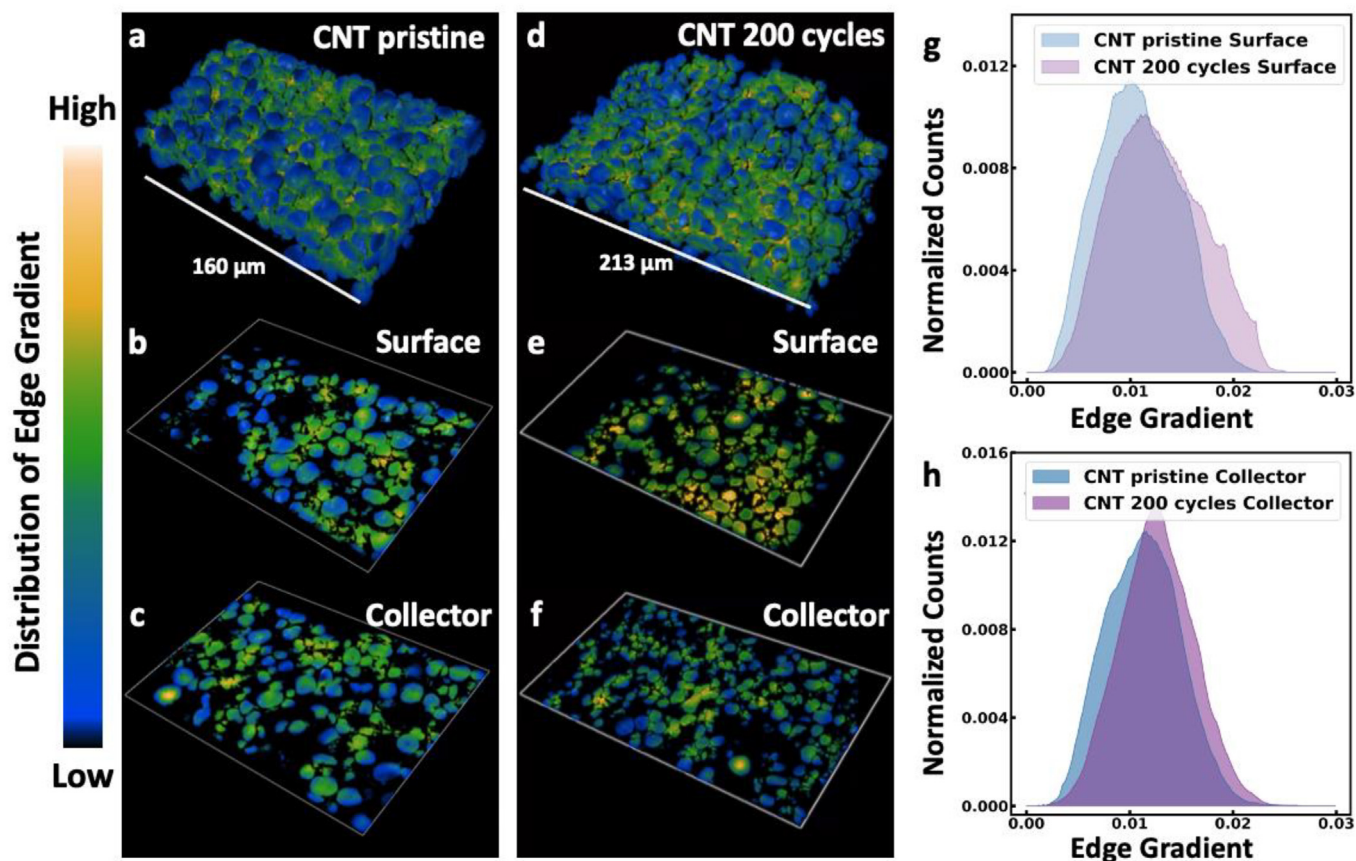 High
Distribution of Edge Gradient
Low
a
CNT pristine
160 μm
b
Surface
c
Collector
d
CNT 200 cycles
213 μm
e
Surface
f
Collector
g
CNT pristine Surface
CNT 200 cycles Surface
Normalized Counts
0.012
0.008
0.004
0.000
0.00 0.01 0.02 0.03
Edge Gradient
h
CNT pristine Collector
CNT 200 cycles Collector
Normalized Counts
0.016
0.012
0.008
0.004
0.000
0.00 0.01 0.02 0.03
Edge Gradient